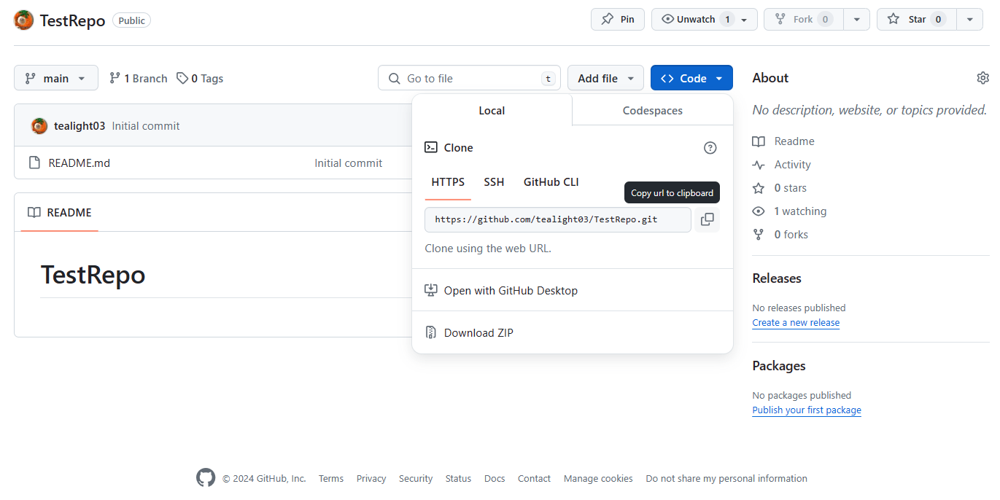 TestRepo Public Pin Unwatch 1 Fork 0 Star 0
main 1 Branch 0 Tags Go to file t Add file Code
tealight03 Initial commit
README.md Initial commit
README
TestRepo
Local Codespaces
Clone
HTTPS SSH GitHub CLI
Copy url to clipboard
https://github.com/tealight03/TestRepo.git
Clone using the web URL.
Open with GitHub Desktop
Download ZIP
About
No description, website, or topics provided.
Readme
Activity
0 stars
1 watching
0 forks
Releases
No releases published
Create a new release
Packages
No packages published
Publish your first package
© 2024 GitHub, Inc. Terms Privacy Security Status Docs Contact Manage cookies Do not share my personal information